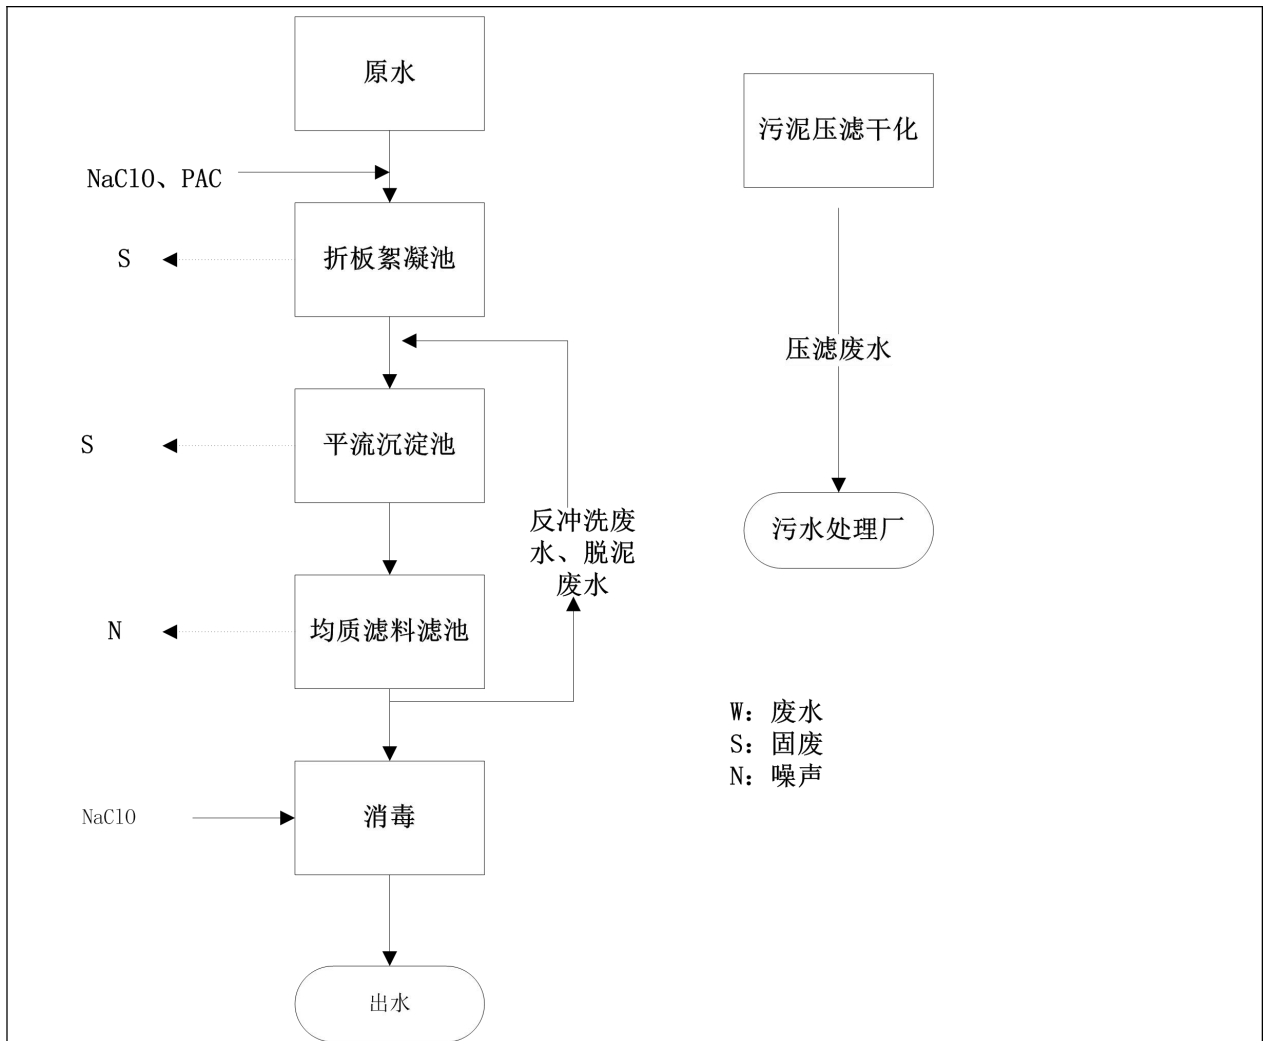 原水
NaClO、PAC
S
折板絮凝池
S
平流沉淀池
反冲洗废
水、脱泥
废水
N
均质滤料滤池
NaClO
消毒
出水
污泥压滤干化
压滤废水
污水处理厂
W：废水
S：固废
N：噪声